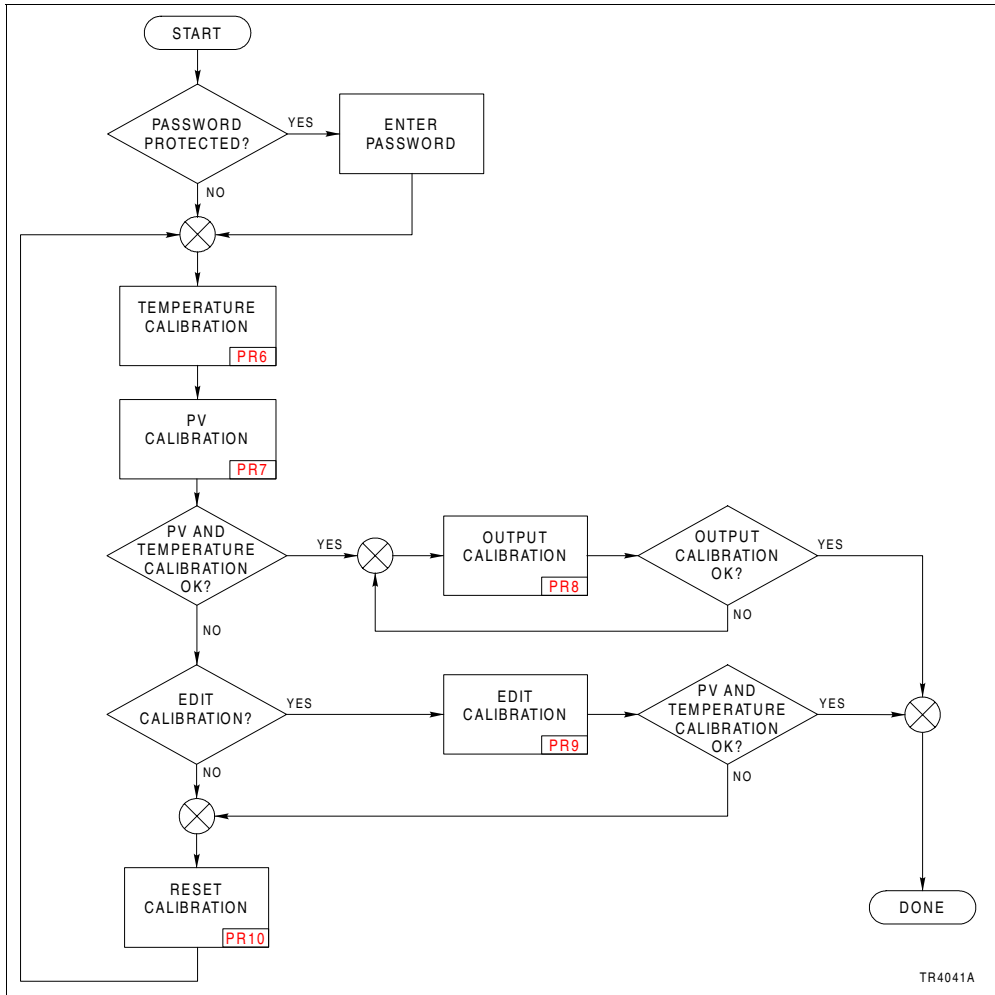 START
PASSWORD
PROTECTED?
YES
ENTER
PASSWORD
NO
TEMPERATURE
CALIBRATION
PR6
PV
CALIBRATION
PR7
PV AND
TEMPERATURE
CALIBRATION
OK?
YES
OUTPUT
CALIBRATION
PR8
OUTPUT
CALIBRATION
OK?
YES
NO
NO
EDIT
CALIBRATION?
YES
EDIT
CALIBRATION
PR9
PV AND
TEMPERATURE
CALIBRATION
OK?
YES
NO
NO
RESET
CALIBRATION
PR10
DONE
TR4041A